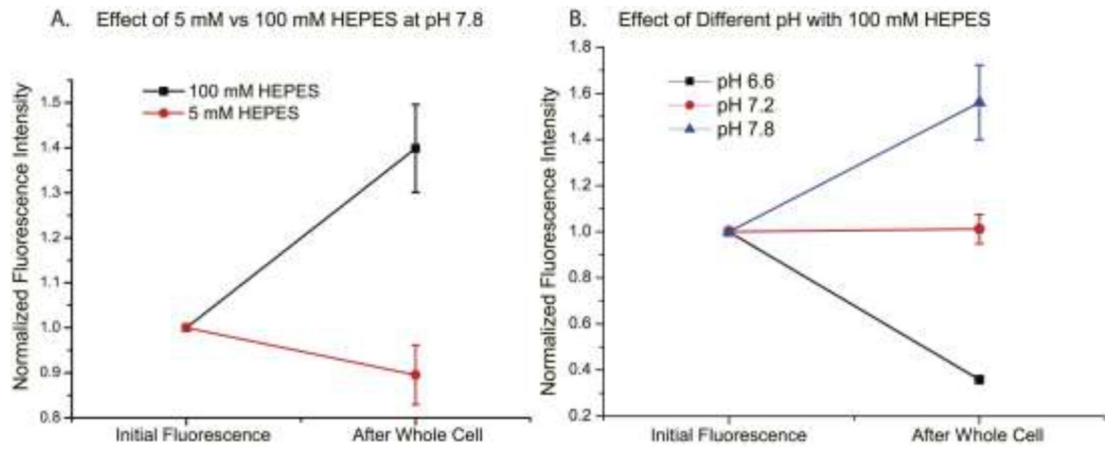 A. Effect of 5 mM vs 100 mM HEPES at pH 7.8
Normalized Fluorescence Intensity
1.5
1.4
1.3
1.2
1.1
1.0
0.9
0.8
100 mM HEPES
5 mM HEPES
Initial Fluorescence
After Whole Cell
B. Effect of Different pH with 100 mM HEPES
Normalized Fluorescence Intensity
1.8
1.6
1.4
1.2
1.0
0.8
0.6
0.4
0.2
pH 6.6
pH 7.2
pH 7.8
Initial Fluorescence
After Whole Cell